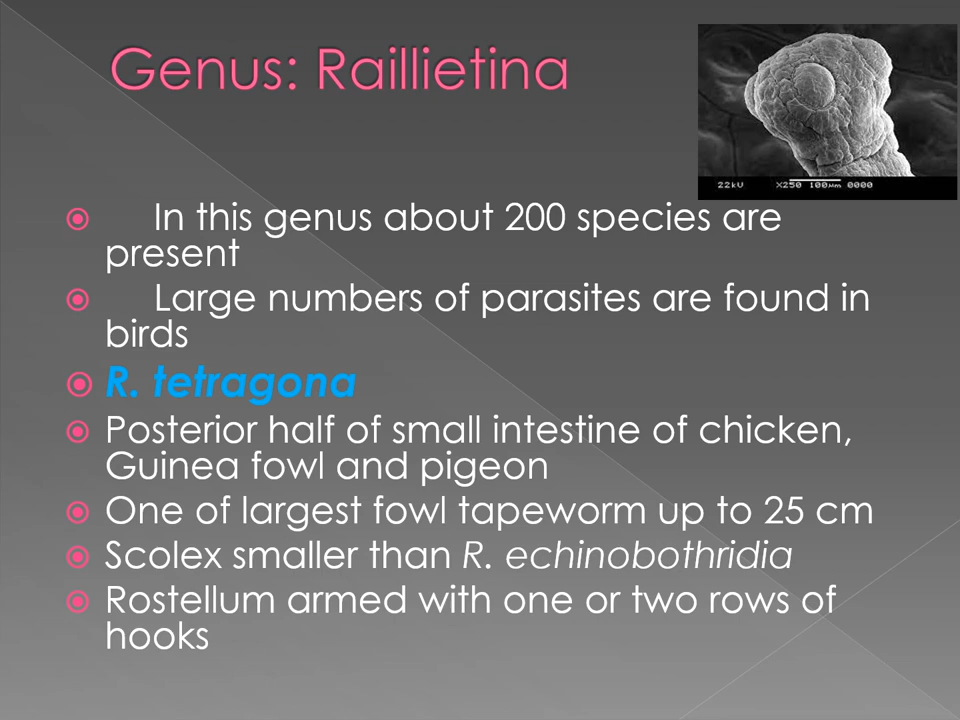 Genus: Raillietina
22kU X250 100µm 0000
In this genus about 200 species are
present
Large numbers of parasites are found in
birds
R. tetragona
Posterior half of small intestine of chicken,
Guinea fowl and pigeon
One of largest fowl tapeworm up to 25 cm
Scolex smaller than R. echinobothridia
Rostellum armed with one or two rows of
hooks